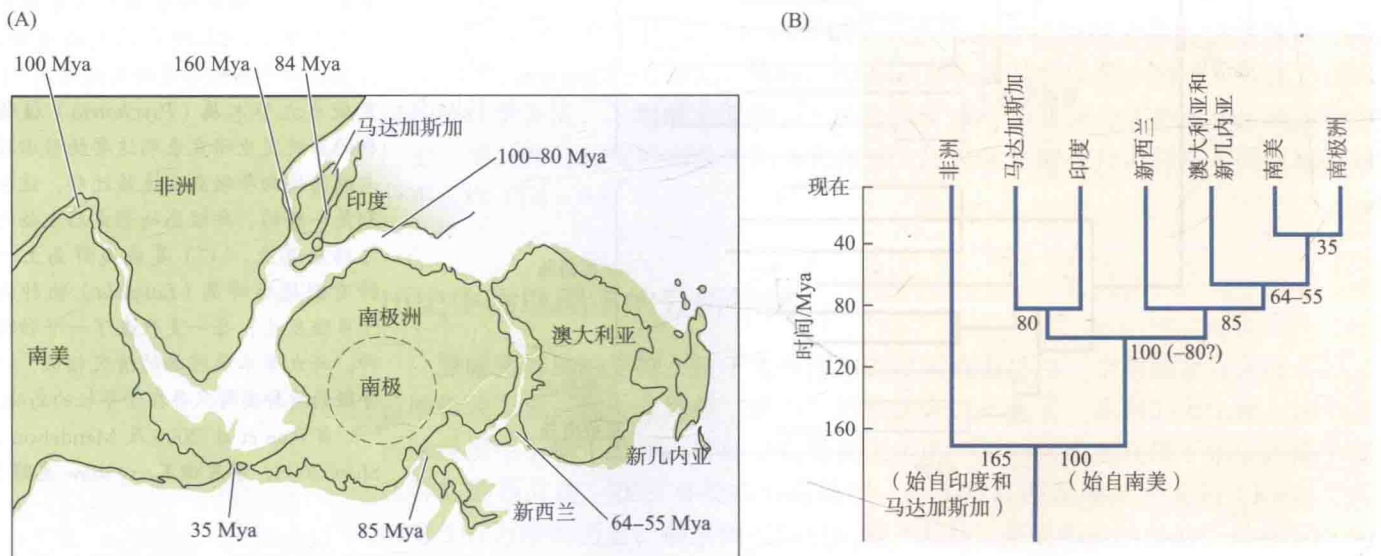 (A)
100 Mya
160 Mya
84 Mya
马达加斯加
100–80 Mya
非洲
印度
南美
南极洲
南极
澳大利亚
新几内亚
新西兰
35 Mya
85 Mya
64–55 Mya
(B)
非洲
马达加斯加
印度
新西兰
澳大利亚和
新几内亚
南美
南极洲
现在
40
80
120
160
时间/Mya
35
64–55
80
85
100 (–80?)
165
100
（始自印度和
马达加斯加）
（始自南美）